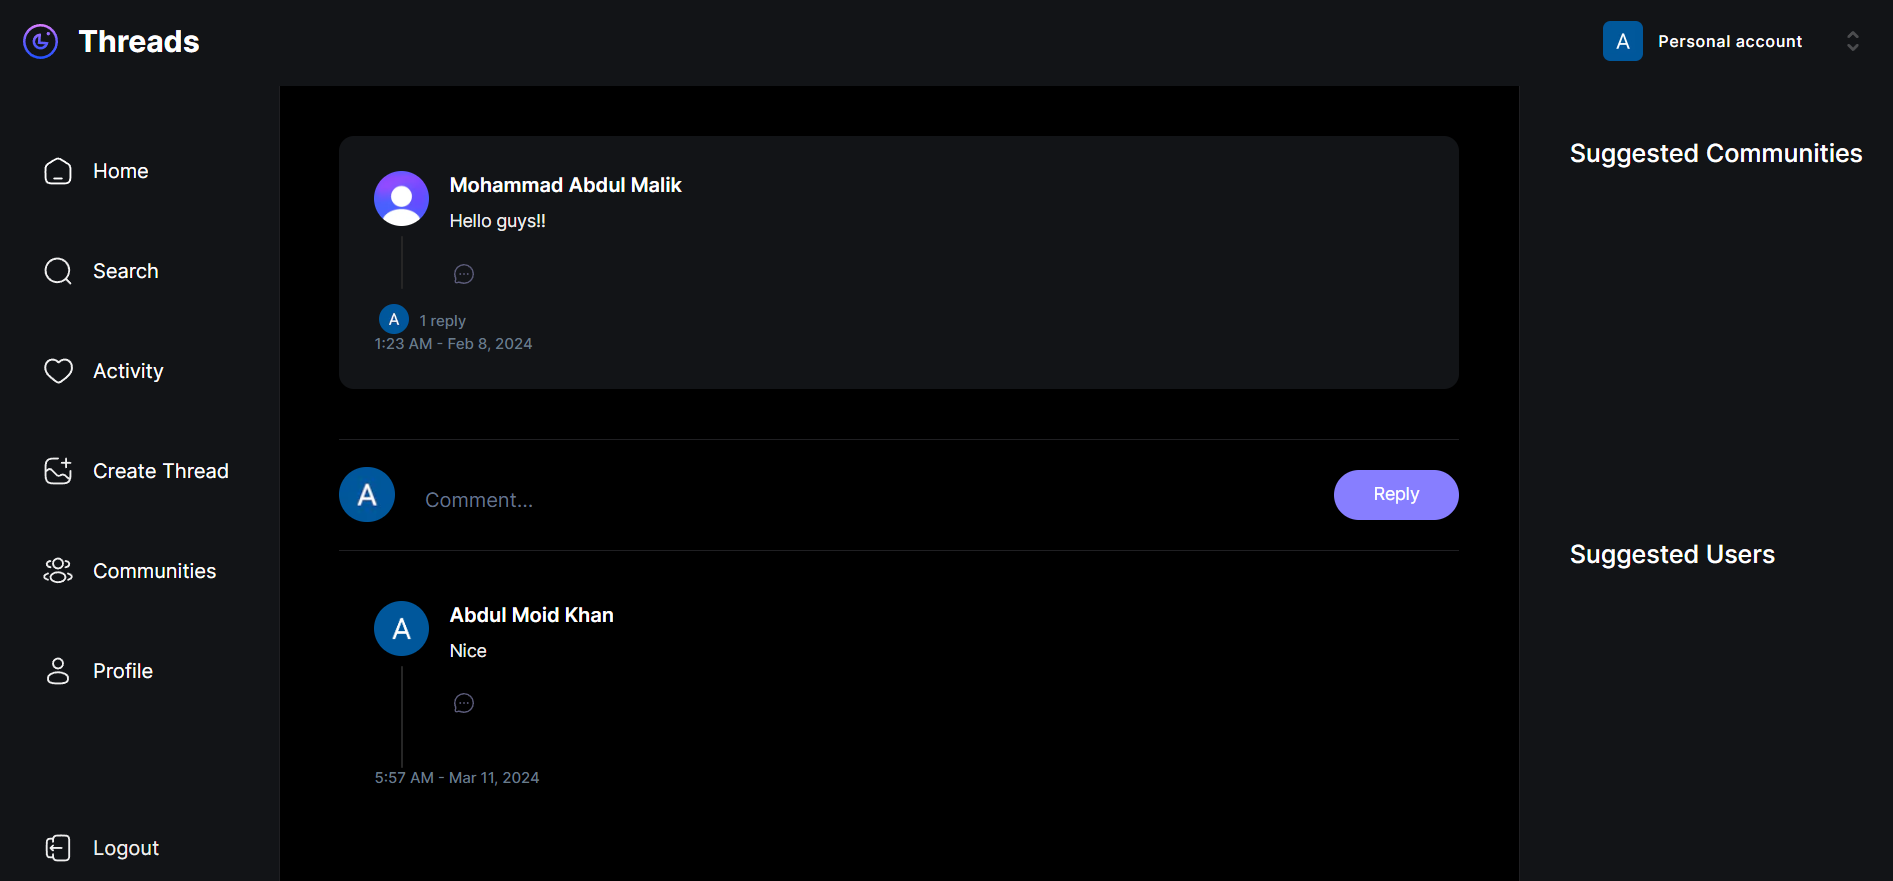 Threads
A
Personal account
Home
Search
Activity
Create Thread
Communities
Profile
Logout
Mohammad Abdul Malik
Hello guys!!
A
1 reply
1:23 AM - Feb 8, 2024
A
Comment...
Reply
A
Abdul Moid Khan
Nice
5:57 AM - Mar 11, 2024
Suggested Communities
Suggested Users